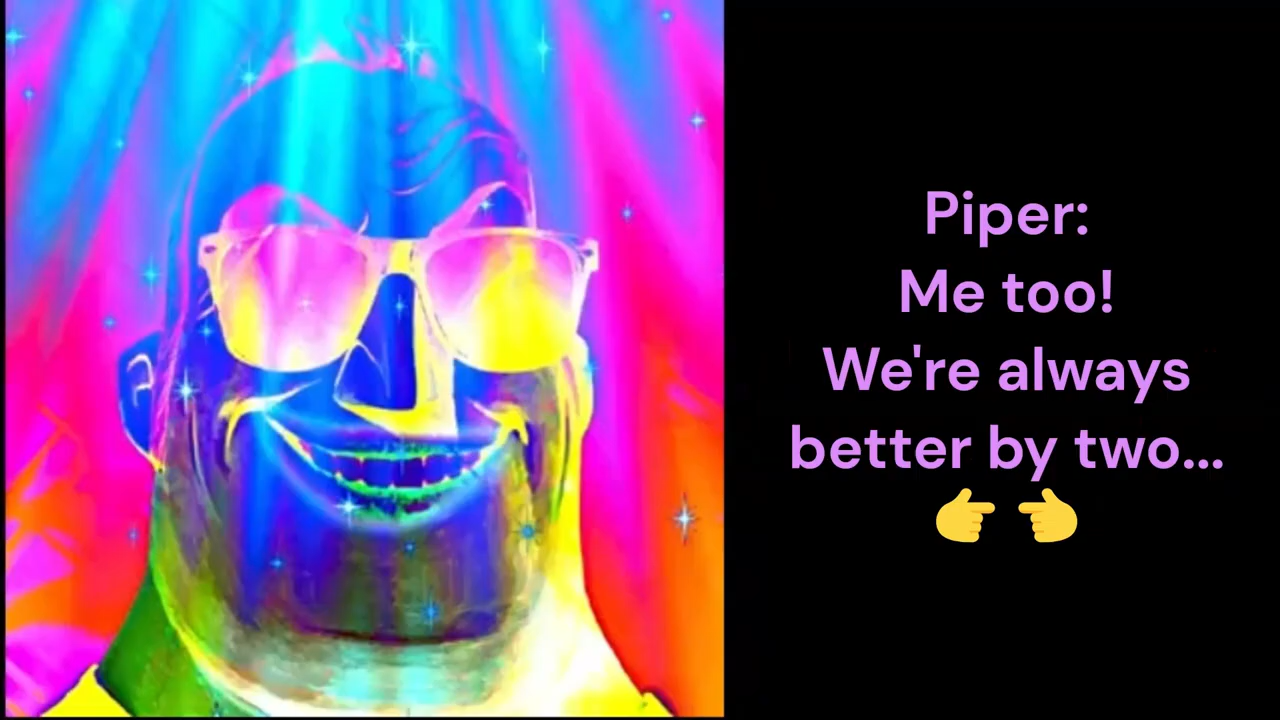 Piper:
Me too!
We're always
better by two...
👉 👈